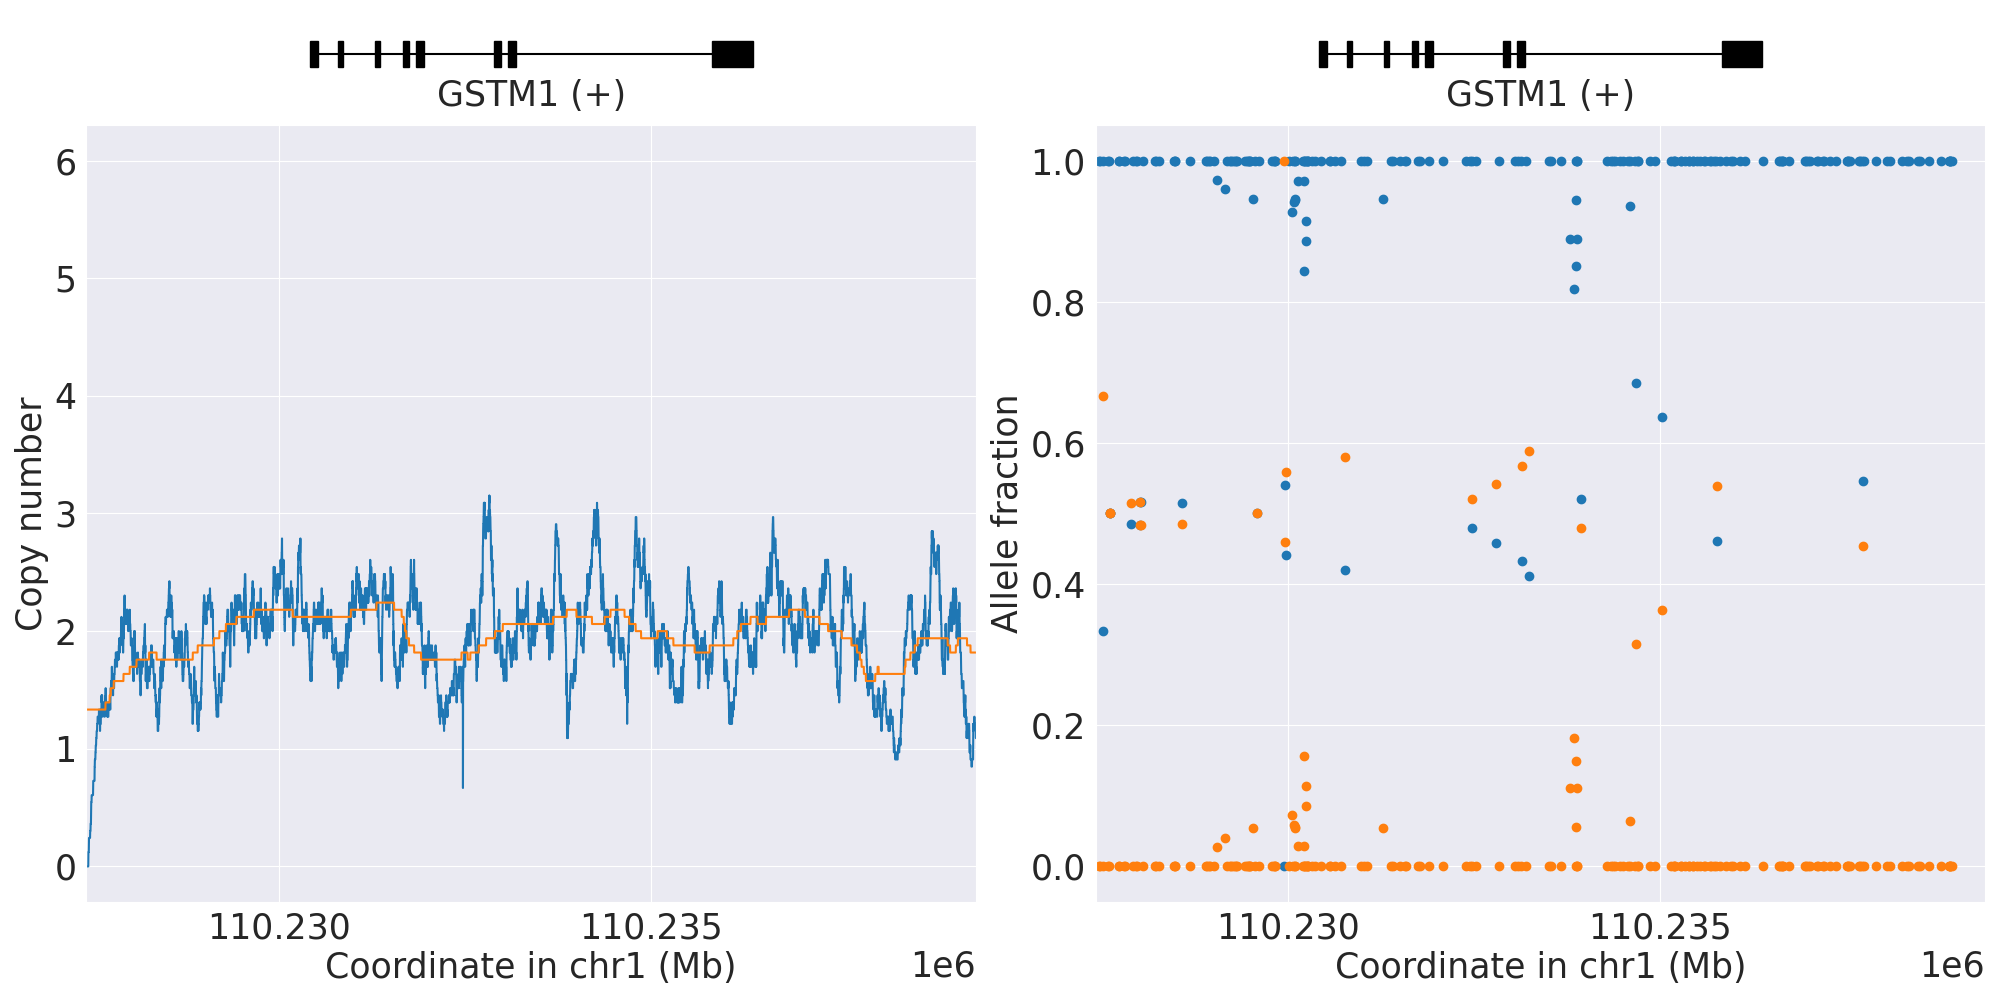 GSTM1 (+)
6
5
4
3
2
1
0
Copy number
110.230
110.235
Coordinate in chr1 (Mb)
1e6
GSTM1 (+)
1.0
0.8
0.6
0.4
0.2
0.0
Allele fraction
110.230
110.235
Coordinate in chr1 (Mb)
1e6